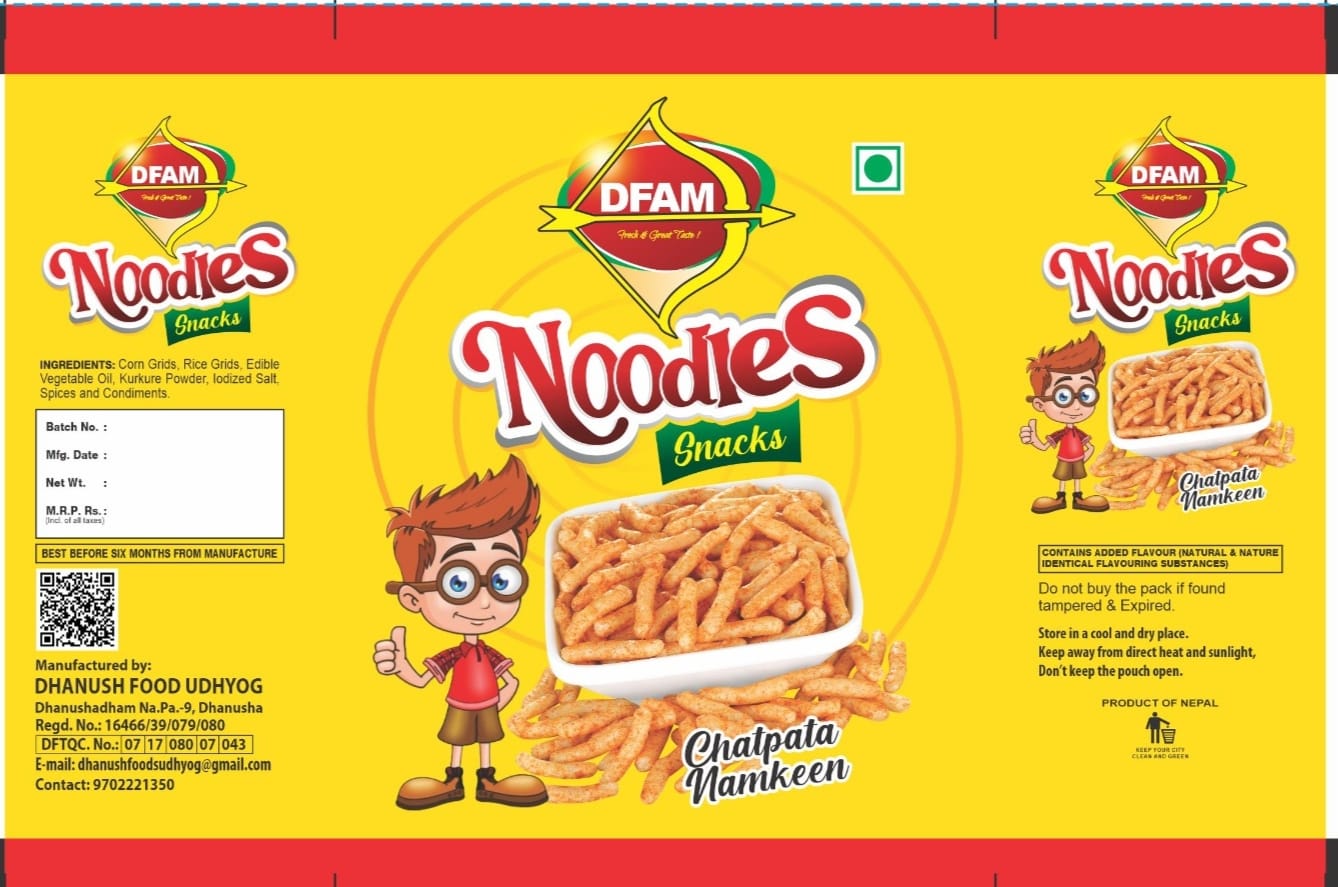 DFAM
Fresh & Great Taste !
Noodles
Snacks
INGREDIENTS: Corn Grids, Rice Grids, Edible
Vegetable Oil, Kurkure Powder, Iodized Salt,
Spices and Condiments.
Batch No. :
Mfg. Date :
Net Wt. :
M.R.P. Rs. :
(Incl. of all taxes)
BEST BEFORE SIX MONTHS FROM MANUFACTURE
Manufactured by:
DHANUSH FOOD UDHYOG
Dhanushadham Na.Pa.-9, Dhanusha
Regd. No.: 16466/39/079/080
DFTQC. No.: 07 17 080 07 043
E-mail: dhanushfoodsudhyog@gmail.com
Contact: 9702221350
DFAM
Fresh & Great Taste !
Noodles
Snacks
Chatpata
Namkeen
DFAM
Fresh & Great Taste !
Noodles
Snacks
Chatpata
Namkeen
CONTAINS ADDED FLAVOUR (NATURAL & NATURE
IDENTICAL FLAVOURING SUBSTANCES)
Do not buy the pack if found
tampered & Expired.
Store in a cool and dry place.
Keep away from direct heat and sunlight,
Don't keep the pouch open.
PRODUCT OF NEPAL
KEEP YOUR CITY
CLEAN AND GREEN